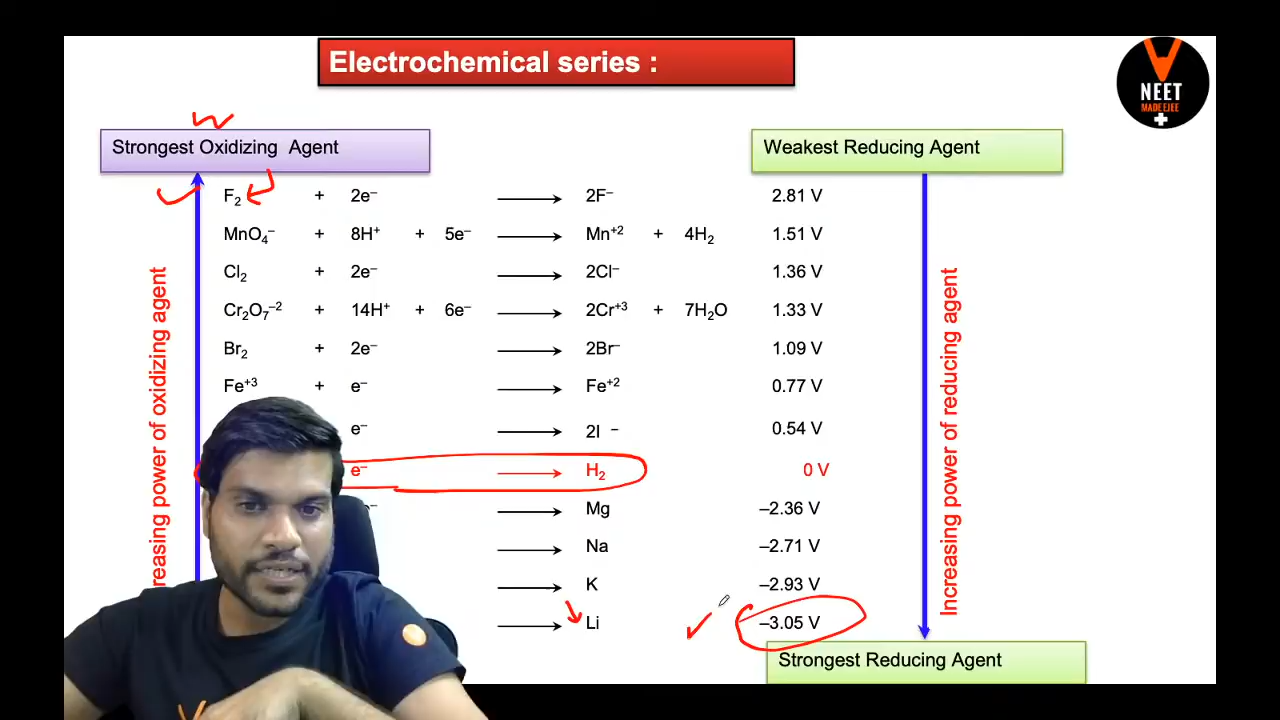 Electrochemical series :
NEET
MADE EJEE
Strongest Oxidizing Agent
Weakest Reducing Agent
F₂ + 2e⁻ ⟶ 2F⁻ 2.81 V
MnO₄⁻ + 8H⁺ + 5e⁻ ⟶ Mn⁺² + 4H₂ 1.51 V
Cl₂ + 2e⁻ ⟶ 2Cl⁻ 1.36 V
Cr₂O₇⁻² + 14H⁺ + 6e⁻ ⟶ 2Cr⁺³ + 7H₂O 1.33 V
Br₂ + 2e⁻ ⟶ 2Br⁻ 1.09 V
Fe⁺³ + e⁻ ⟶ Fe⁺² 0.77 V
e⁻ ⟶ 2I⁻ 0.54 V
e⁻ ⟶ H₂ 0 V
⟶ Mg –2.36 V
⟶ Na –2.71 V
⟶ K –2.93 V
⟶ Li –3.05 V
Strongest Reducing Agent
power of oxidizing agent
Increasing power of reducing agent